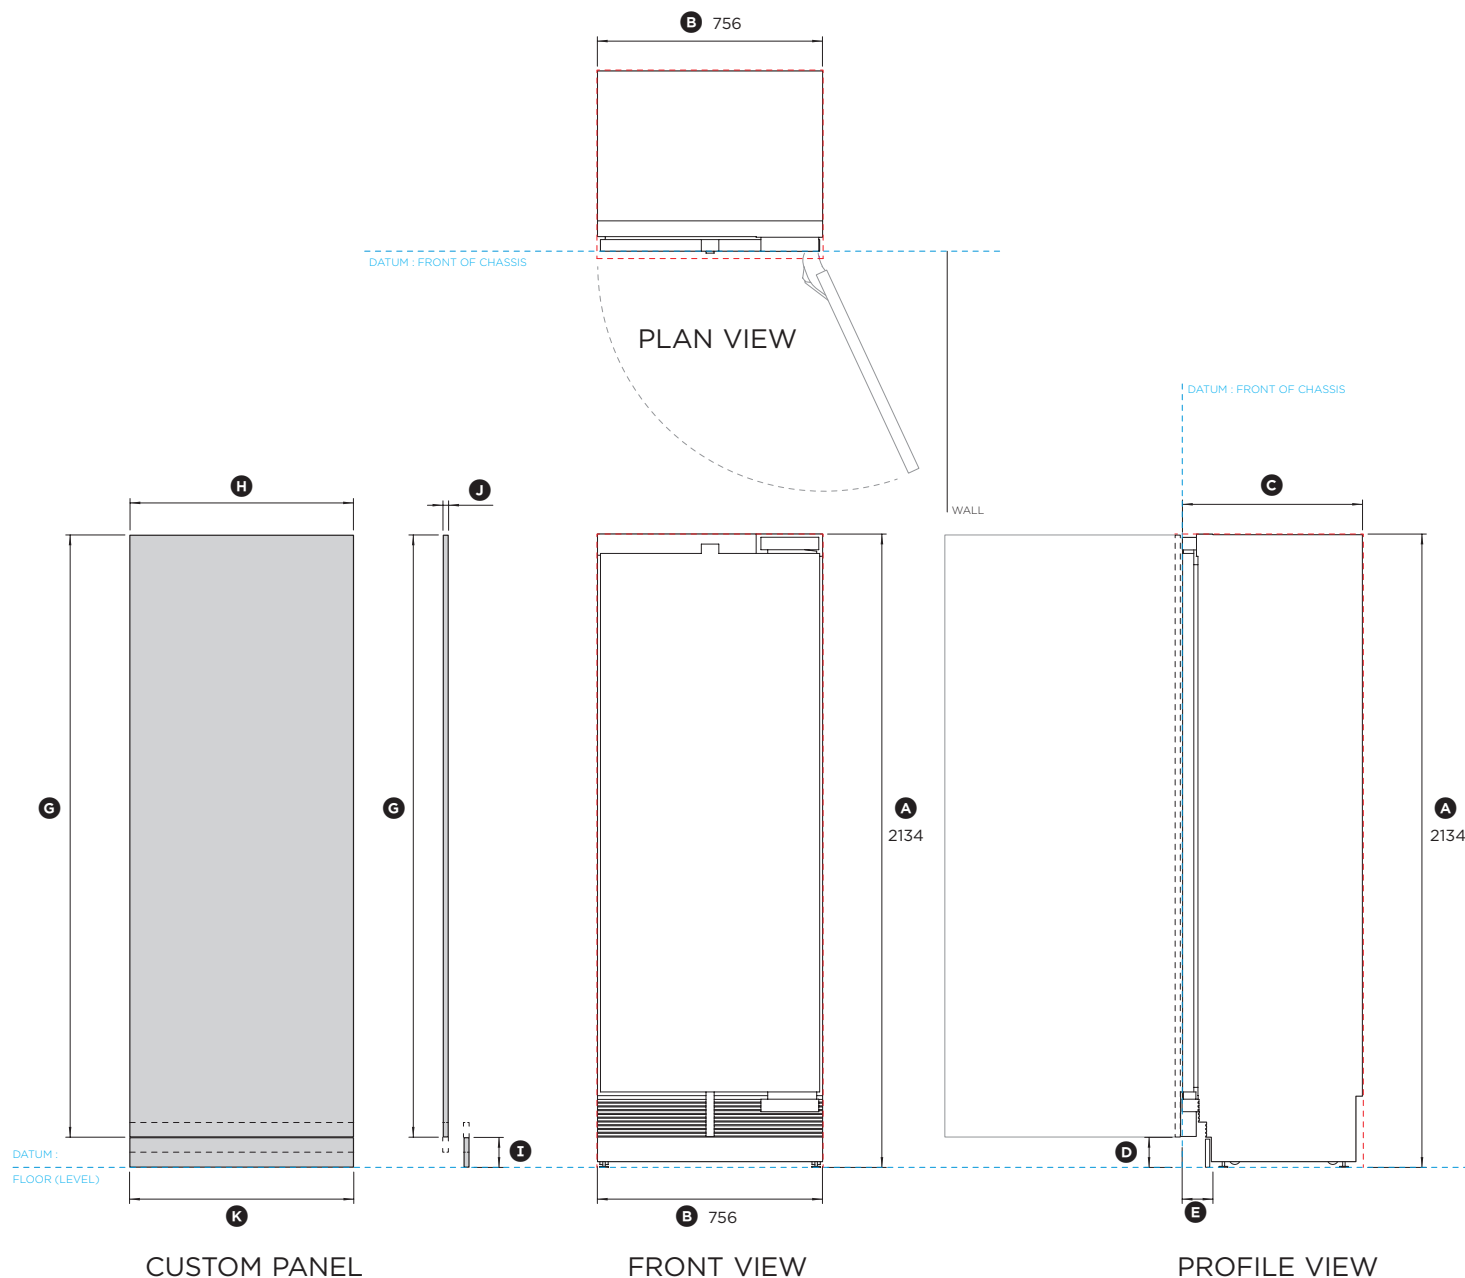 B 756
DATUM : FRONT OF CHASSIS
PLAN VIEW
DATUM : FRONT OF CHASSIS
WALL
H
J
C
G
G
A
2134
A
2134
I
D
DATUM :
FLOOR (LEVEL)
K
B 756
E
CUSTOM PANEL
FRONT VIEW
PROFILE VIEW